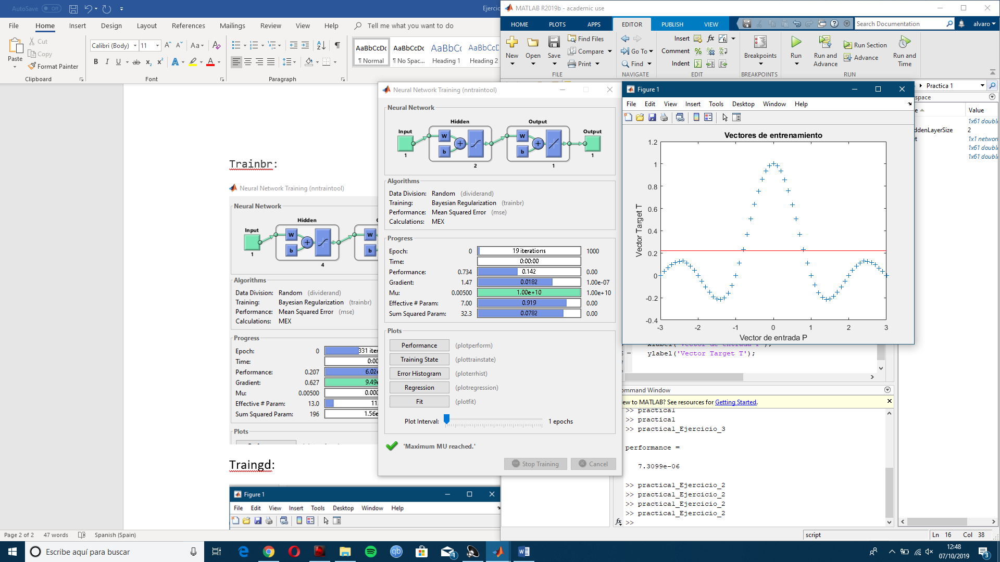 AutoSave Off
Ejercic
File Home Insert Design Layout References Mailings Review View Help Tell me what you want to do
Paste
Cut
Copy
Format Painter
Calibri (Body) 11
AaBbCcDc AaBbCcDc AaBbCc AaBbCcD
¶ Normal ¶ No Spac... Heading 1 Heading 2
Clipboard Font Paragraph
Trainbr:
Neural Network Training (nntraintool)
Neural Network
Hidden
Input
W
b
W
b
1
4
Algorithms
Data Division: Random (dividerand)
Training: Bayesian Regularization (trainbr)
Performance: Mean Squared Error (mse)
Calculations: MEX
Progress
Epoch: 0 331 iter
Time: 0:00
Performance: 0.207 6.02e
Gradient: 0.627 9.49e
Mu: 0.00500 0.000
Effective # Param: 13.0 11
Sum Squared Param: 196 1.56e
Plots
Traingd:
Figure 1
File Edit View Insert Tools Desktop Window Help
Page 2 of 2 47 words Spanish (Spain)
Neural Network Training (nntraintool)
Neural Network
Hidden Output
Input Output
W W
b b
1 1
2 1
Algorithms
Data Division: Random (dividerand)
Training: Bayesian Regularization (trainbr)
Performance: Mean Squared Error (mse)
Calculations: MEX
Progress
Epoch: 0 19 iterations 1000
Time: 0:00:00
Performance: 0.734 0.142 0.00
Gradient: 1.47 0.0182 1.00e-07
Mu: 0.00500 1.00e+10 1.00e+10
Effective # Param: 7.00 0.919 0.00
Sum Squared Param: 32.3 0.0782 0.00
Plots
Performance (plotperform)
Training State (plottrainstate)
Error Histogram (ploterrhist)
Regression (plotregression)
Fit (plotfit)
Plot Interval: 1 epochs
'Maximum MU reached.'
Stop Training Cancel
MATLAB R2019b - academic use
HOME PLOTS APPS EDITOR PUBLISH VIEW
Search Documentation
alvaro
New Open Save
Find Files
Compare
Print
Go To
Find
Insert
Comment
Indent
Breakpoints
Run
Run and Advance
Run Section
Advance
Run and Time
FILE NAVIGATE EDIT BREAKPOINTS RUN
Practica 1
space
e Value
1x61 double
ddenLayerSize 2
t 1x1 networ
1x61 double
1x61 double
Figure 1
File Edit View Insert Tools Desktop Window Help
Vectores de entrenamiento
1.2
1
0.8
0.6
0.4
0.2
0
-0.2
-0.4
Vector Target T
-3 -2 -1 0 1 2 3
Vector de entrada P
xlabel('Vector de entrada P');
ylabel('Vector Target T');
ommand Window
ew to MATLAB? See resources for Getting Started.
>> practica1
>> practica1
>> practica1_Ejercicio_3
performance =
7.3099e-06
>> practica1_Ejercicio_2
>> practica1_Ejercicio_2
>> practica1_Ejercicio_2
>> practica1_Ejercicio_2
fx >>
script Ln 16 Col 38
Escribe aquí para buscar
12:48
07/10/2019
3